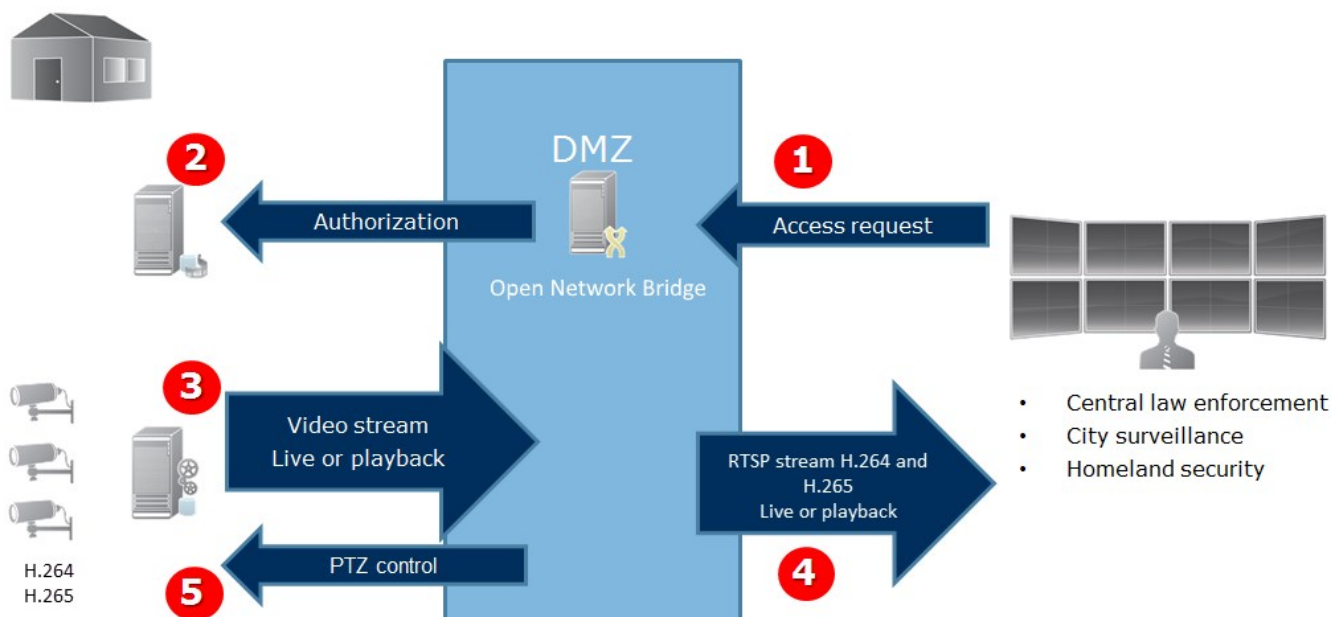 DMZ
1
2
Authorization
Access request
Open Network Bridge
3
Video stream
Live or playback
RTSP stream H.264 and
H.265
Live or playback
• Central law enforcement
• City surveillance
• Homeland security
PTZ control
4
H.264
H.265
5